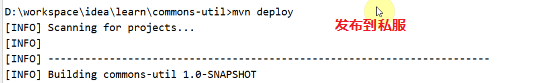 D:\workspace\idea\learn\commons-util>mvn deploy
发布到私服
[INFO] Scanning for projects...
[INFO]
[INFO] ------------------------------------------------------------------------
[INFO] Building commons-util 1.0-SNAPSHOT